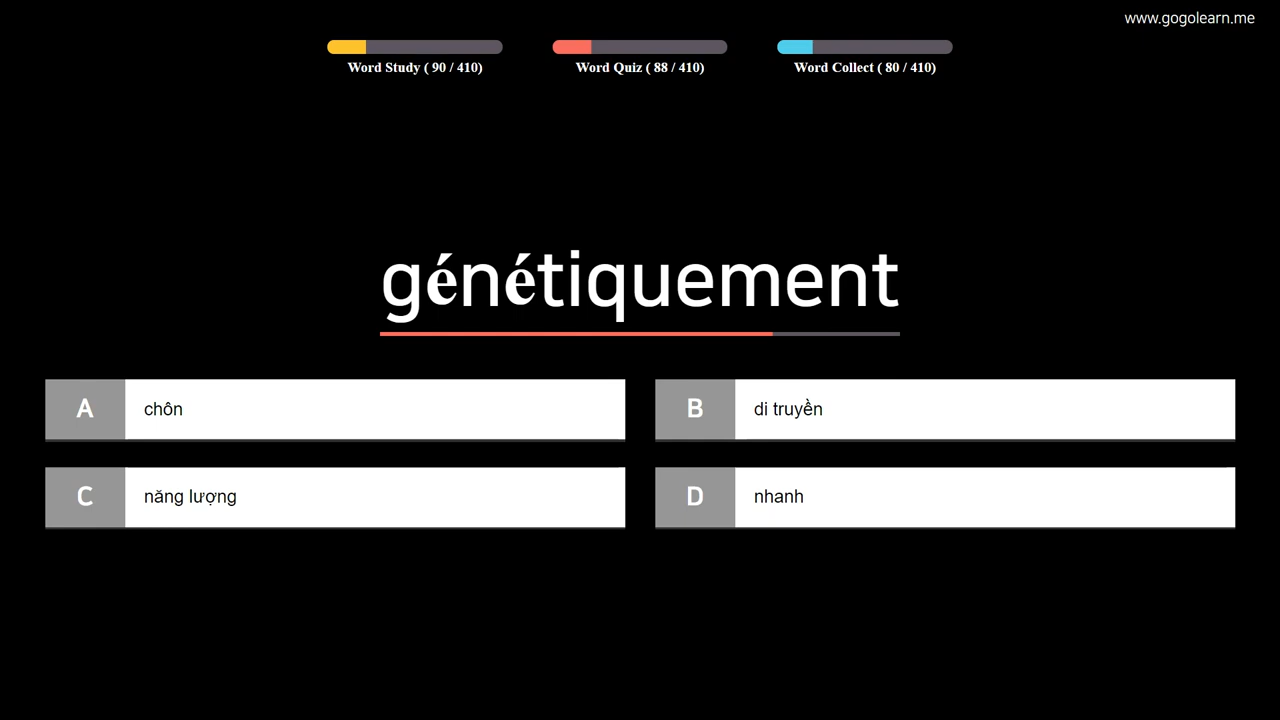 www.gogolearn.me
Word Study ( 90 / 410)
Word Quiz ( 88 / 410)
Word Collect ( 80 / 410)
génétiquement
A chôn
B di truyền
C năng lượng
D nhanh